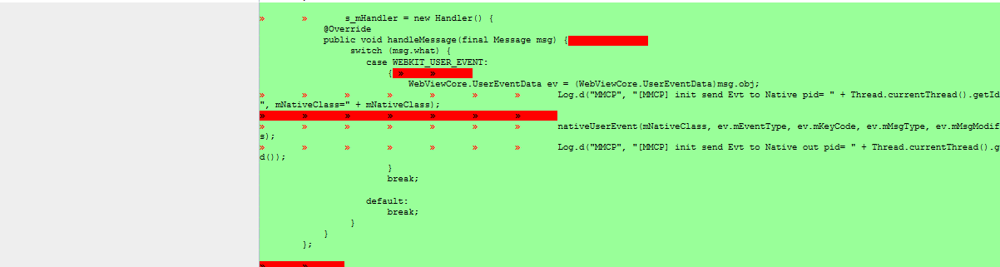 »	»	s_mHandler = new Handler() {
@Override
public void handleMessage(final Message msg) {
switch (msg.what) {
case WEBKIT_USER_EVENT:
{ »	»
WebViewCore.UserEventData ev = (WebViewCore.UserEventData)msg.obj;
»	»	»	»	»	»	»	Log.d("MMCP", "[MMCP] init send Evt to Native pid= " + Thread.currentThread().getId
", mNativeClass=" + mNativeClass);
»	»	»	»	»	»	»
»	»	»	»	»	»	»	nativeUserEvent(mNativeClass, ev.mEventType, ev.mKeyCode, ev.mMsgType, ev.mMsgModif
s);
»	»	»	»	»	»	»	Log.d("MMCP", "[MMCP] init send Evt to Native out pid= " + Thread.currentThread().g
d());
}
break;
default:
break;
}
}
};
»	»